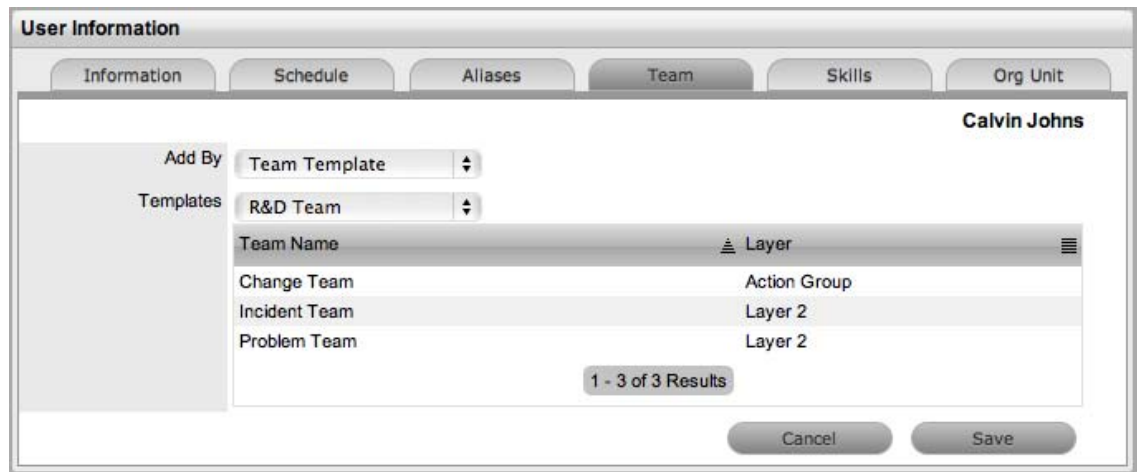 User Information
Information Schedule Aliases Team Skills Org Unit
Calvin Johns
Add By Team Template
Templates R&D Team
Team Name Layer
Change Team Action Group
Incident Team Layer 2
Problem Team Layer 2
1 - 3 of 3 Results
Cancel Save